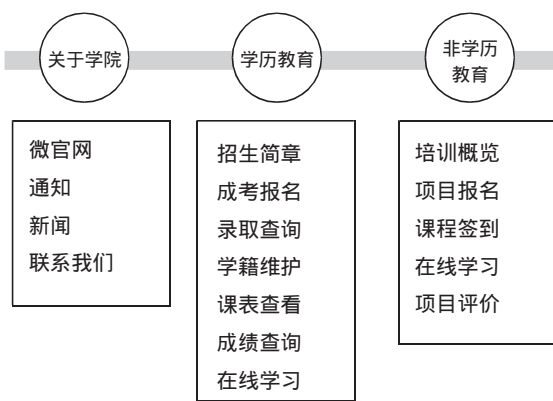 关于学院
学历教育
非学历
教育
微官网
通知
新闻
联系我们
招生简章
成考报名
录取查询
学籍维护
课表查看
成绩查询
在线学习
培训概览
项目报名
课程签到
在线学习
项目评价